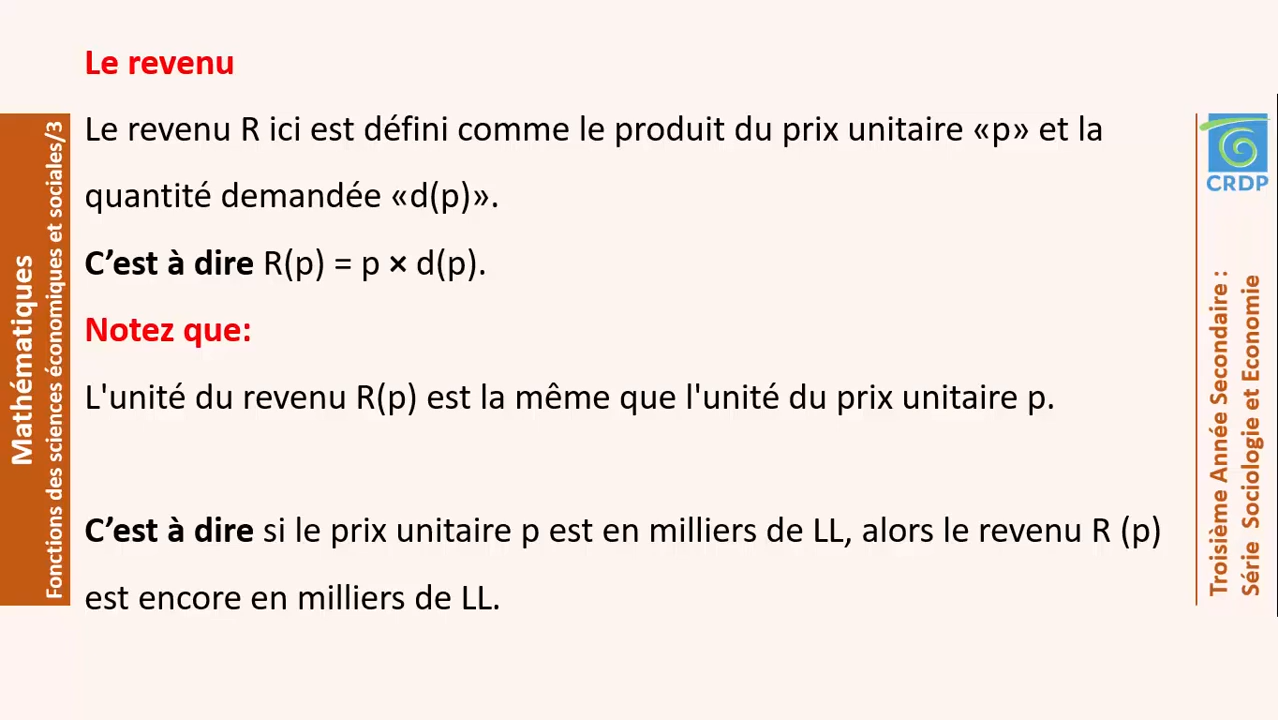 Le revenu
Le revenu R ici est défini comme le produit du prix unitaire «p» et la
quantité demandée «d(p)».
C’est à dire R(p) = p × d(p).
Notez que:
L'unité du revenu R(p) est la même que l'unité du prix unitaire p.
C’est à dire si le prix unitaire p est en milliers de LL, alors le revenu R (p)
est encore en milliers de LL.
Mathématiques
Fonctions des sciences économiques et sociales/3
CRDP
Troisième Année Secondaire :
Série Sociologie et Economie